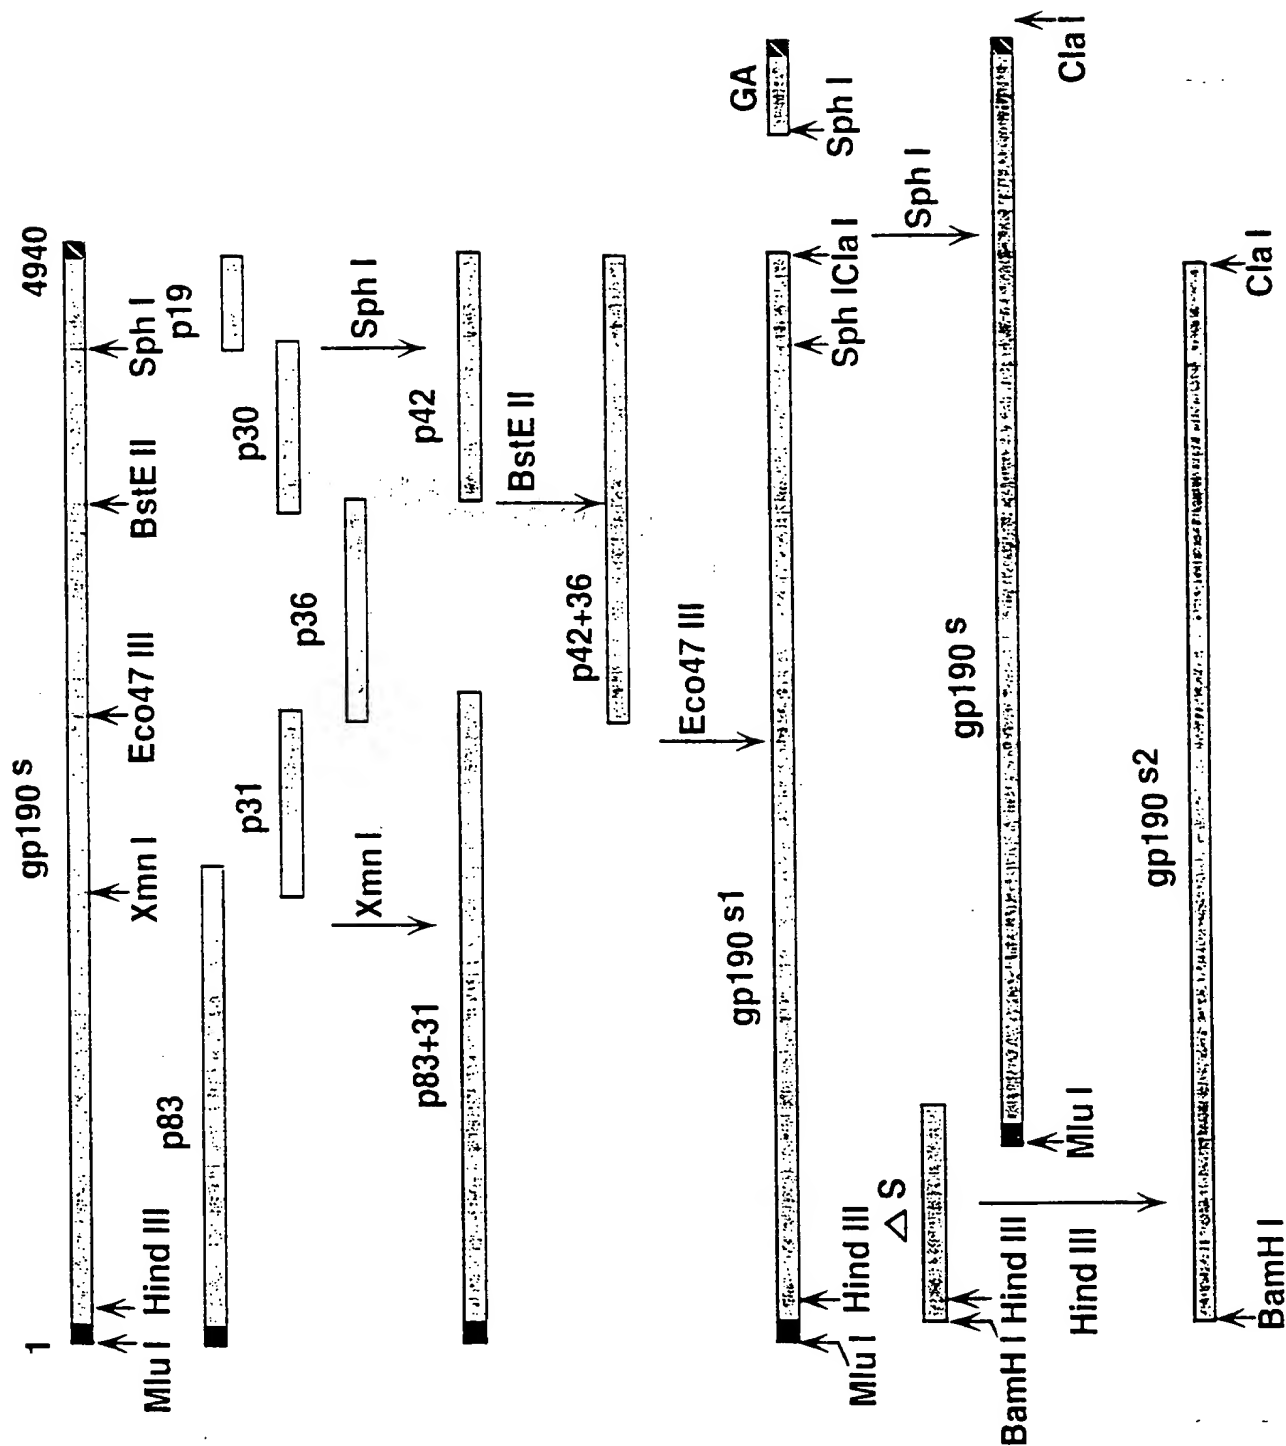 gp190 s
1
4940
Mlu I
Hind III
Xmn I
Eco47 III
BstE II
Sph I
p83
p31
p36
p30
p19
Xmn I
Sph I
p83+31
p42
BstE II
p42+36
Eco47 III
gp190 s1
GA
Mlu I
Hind III
Sph I
Cla I
Sph I
△ S
Sph I
BamH I
Hind III
gp190 s
Hind III
Mlu I
Cla I
gp190 s2
BamH I
Cla I